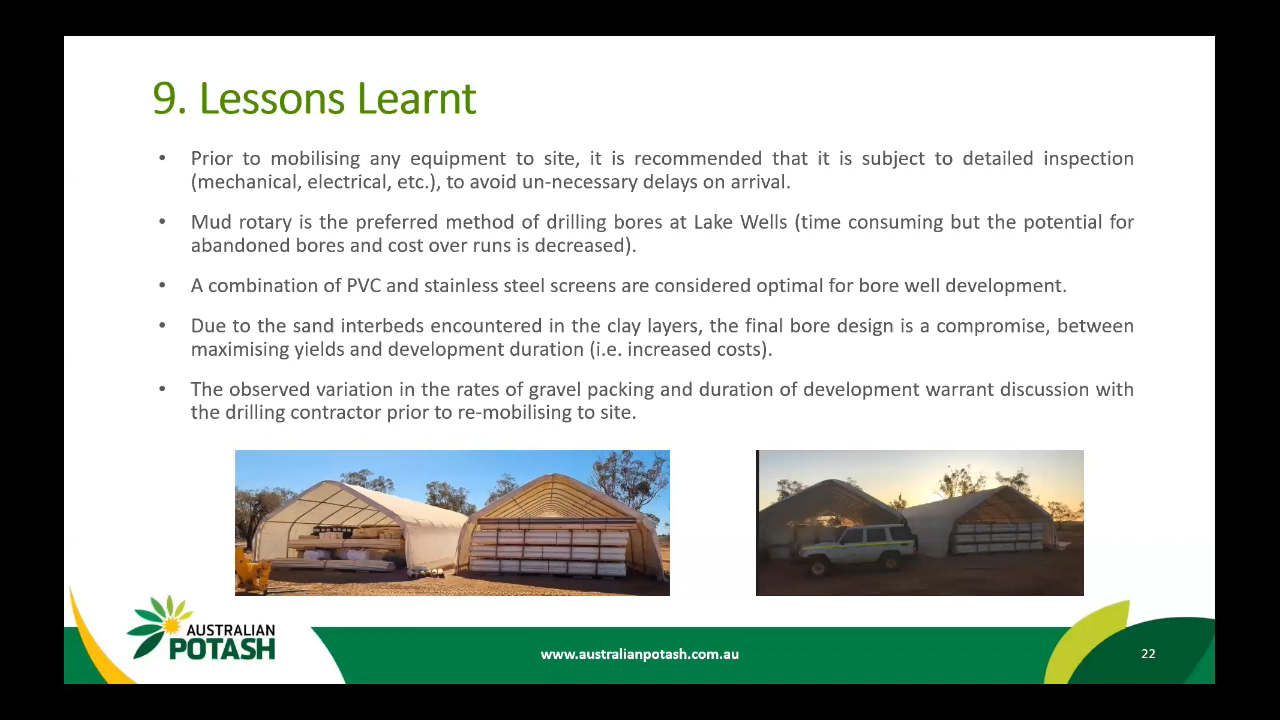 9. Lessons Learnt
• Prior to mobilising any equipment to site, it is recommended that it is subject to detailed inspection
(mechanical, electrical, etc.), to avoid un-necessary delays on arrival.
• Mud rotary is the preferred method of drilling bores at Lake Wells (time consuming but the potential for
abandoned bores and cost over runs is decreased).
• A combination of PVC and stainless steel screens are considered optimal for bore well development.
• Due to the sand interbeds encountered in the clay layers, the final bore design is a compromise, between
maximising yields and development duration (i.e. increased costs).
• The observed variation in the rates of gravel packing and duration of development warrant discussion with
the drilling contractor prior to re-mobilising to site.
AUSTRALIAN
POTASH
www.australianpotash.com.au
22